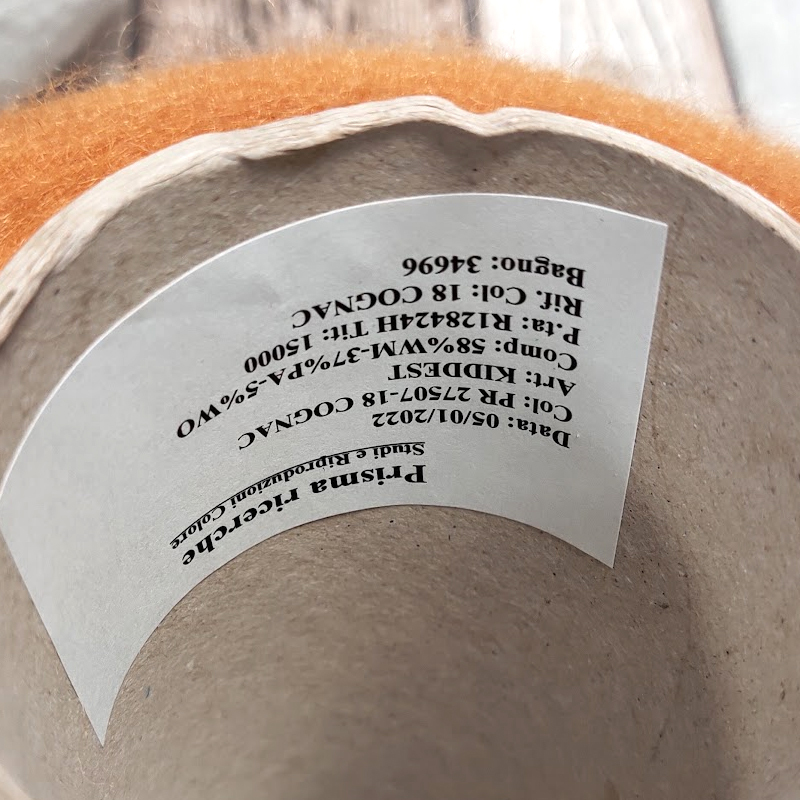 Prisma ricerche
Studi e Riproduzioni Colore
Data: 05/01/2022
Col: PR 27507-18 COGNAC
Art: KIDDEST
Comp: 58%WM-37%PA-5%WO
P.ta: R128424H Tit: 15000
Rif. Col: 18 COGNAC
Bagno: 34696